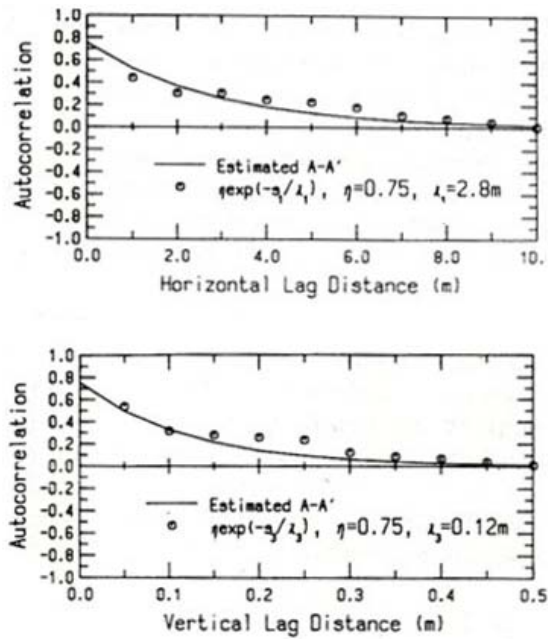 Autocorrelation
1.0
0.8
0.6
0.4
0.2
0.0
-0.2
-0.4
-0.6
-0.8
-1.0
Estimated A-A'
ηexp(-s₁/λ₁), η=0.75, λ₁=2.8m
0.0 2.0 4.0 6.0 8.0 10.
Horizontal Lag Distance (m)
Autocorrelation
1.0
0.8
0.6
0.4
0.2
0.0
-0.2
-0.4
-0.6
-0.8
-1.0
Estimated A-A'
ηexp(-s₃/λ₃), η=0.75, λ₃=0.12m
0.0 0.1 0.2 0.3 0.4 0.5
Vertical Lag Distance (m)